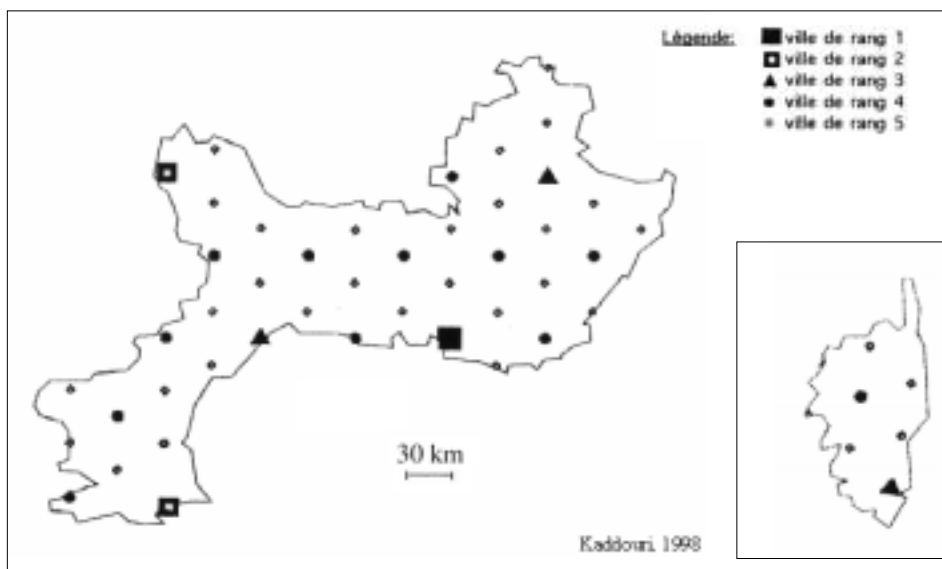 Légende: ville de rang 1
ville de rang 2
ville de rang 3
ville de rang 4
ville de rang 5
30 km
Kaddouri 1998